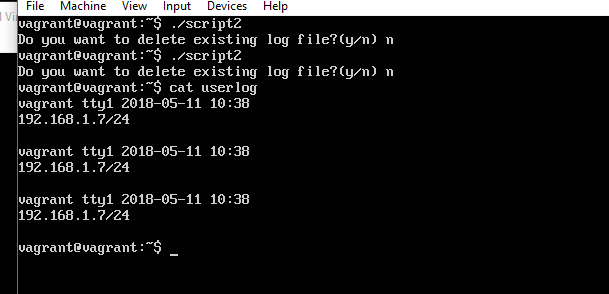 File Machine View Input Devices Help
vagrant@vagrant:~$ ./script2
Do you want to delete existing log file?(y/n) n
vagrant@vagrant:~$ ./script2
Do you want to delete existing log file?(y/n) n
vagrant@vagrant:~$ cat userlog
vagrant tty1 2018-05-11 10:38
192.168.1.7/24

vagrant tty1 2018-05-11 10:38
192.168.1.7/24

vagrant tty1 2018-05-11 10:38
192.168.1.7/24

vagrant@vagrant:~$ _